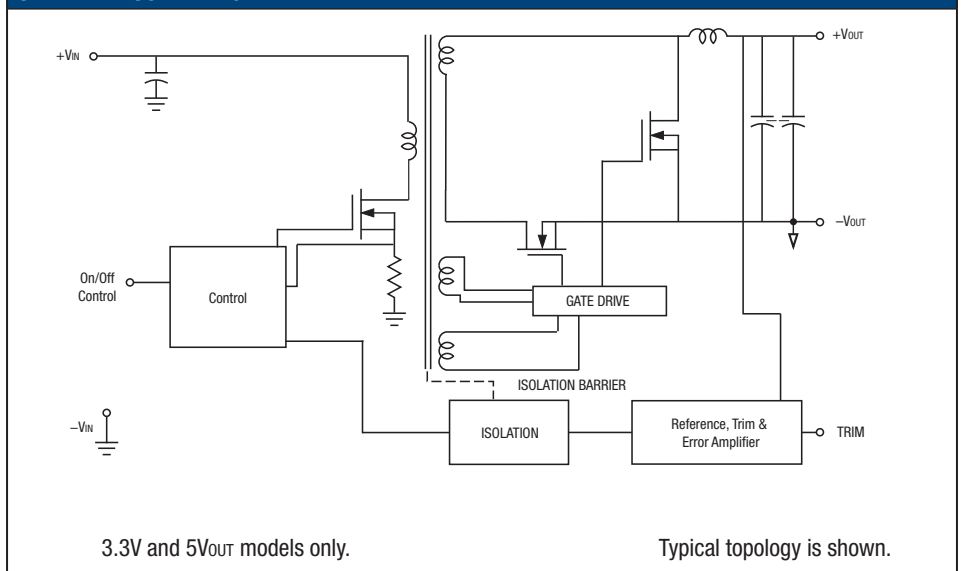 +VIN
+VOUT
−VOUT
On/Off
Control
Control
GATE DRIVE
ISOLATION BARRIER
−VIN
ISOLATION
Reference, Trim &
Error Amplifier
TRIM
3.3V and 5VOUT models only.
Typical topology is shown.